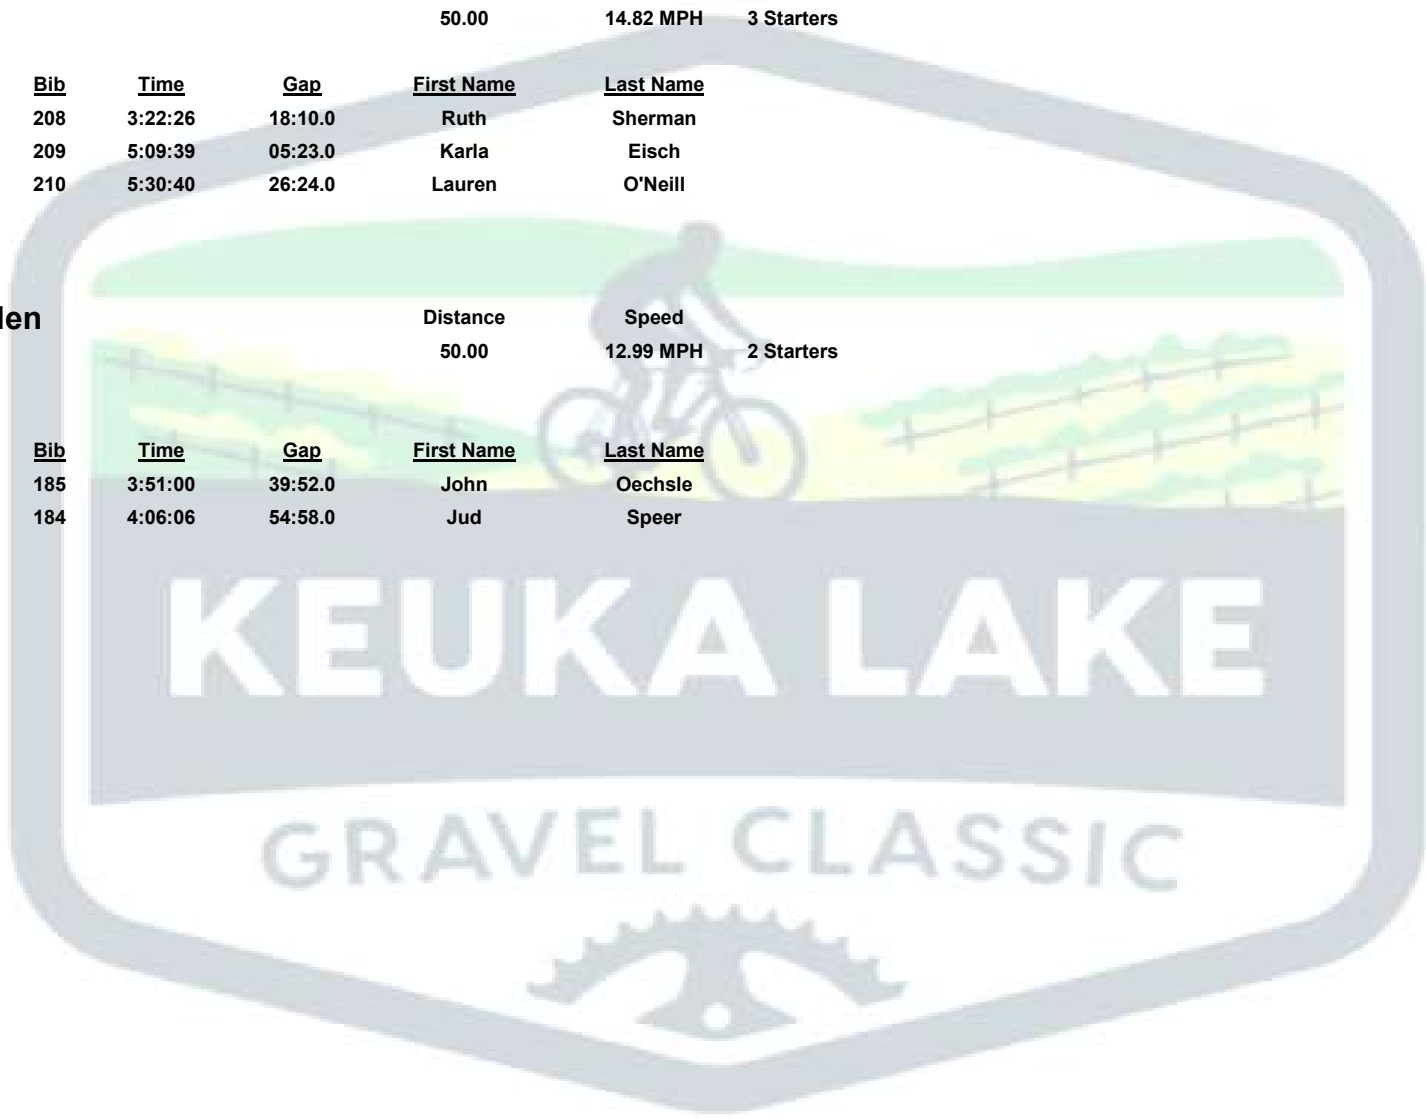 50.00 14.82 MPH 3 Starters
Bib Time Gap First Name Last Name
208 3:22:26 18:10.0 Ruth Sherman
209 5:09:39 05:23.0 Karla Eisch
210 5:30:40 26:24.0 Lauren O'Neill
Distance Speed
50.00 12.99 MPH 2 Starters
Bib Time Gap First Name Last Name
185 3:51:00 39:52.0 John Oechsle
184 4:06:06 54:58.0 Jud Speer
KEUKA LAKE
GRAVEL CLASSIC